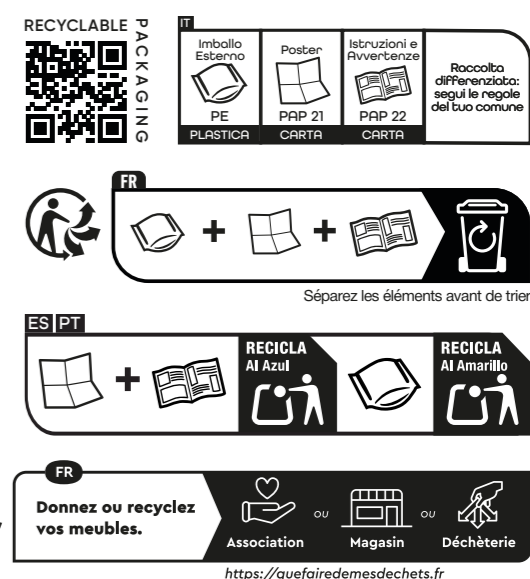 RECYCLABLE
PACKAGING
IT
Imballo
Esterno
PE
PLASTICA
Poster
PAP 21
CARTA
Istruzioni e
Avvertenze
PAP 22
CARTA
Raccolta
differenziata:
segui le regole
del tuo comune
FR
Séparez les éléments avant de trier
ES PT
RECICLA
Al Azul
RECICLA
Al Amarillo
FR
Donnez ou recyclez
vos meubles.
Association
ou
Magasin
ou
Déchèterie
https://quefairedemesdechets.fr